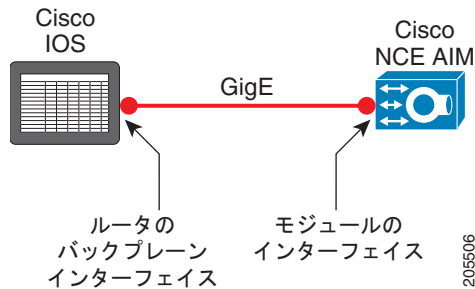 Cisco
IOS
Cisco
NCE AIM
GigE
ルータの
バックプレーン
インターフェイス
モジュールの
インターフェイス
205506